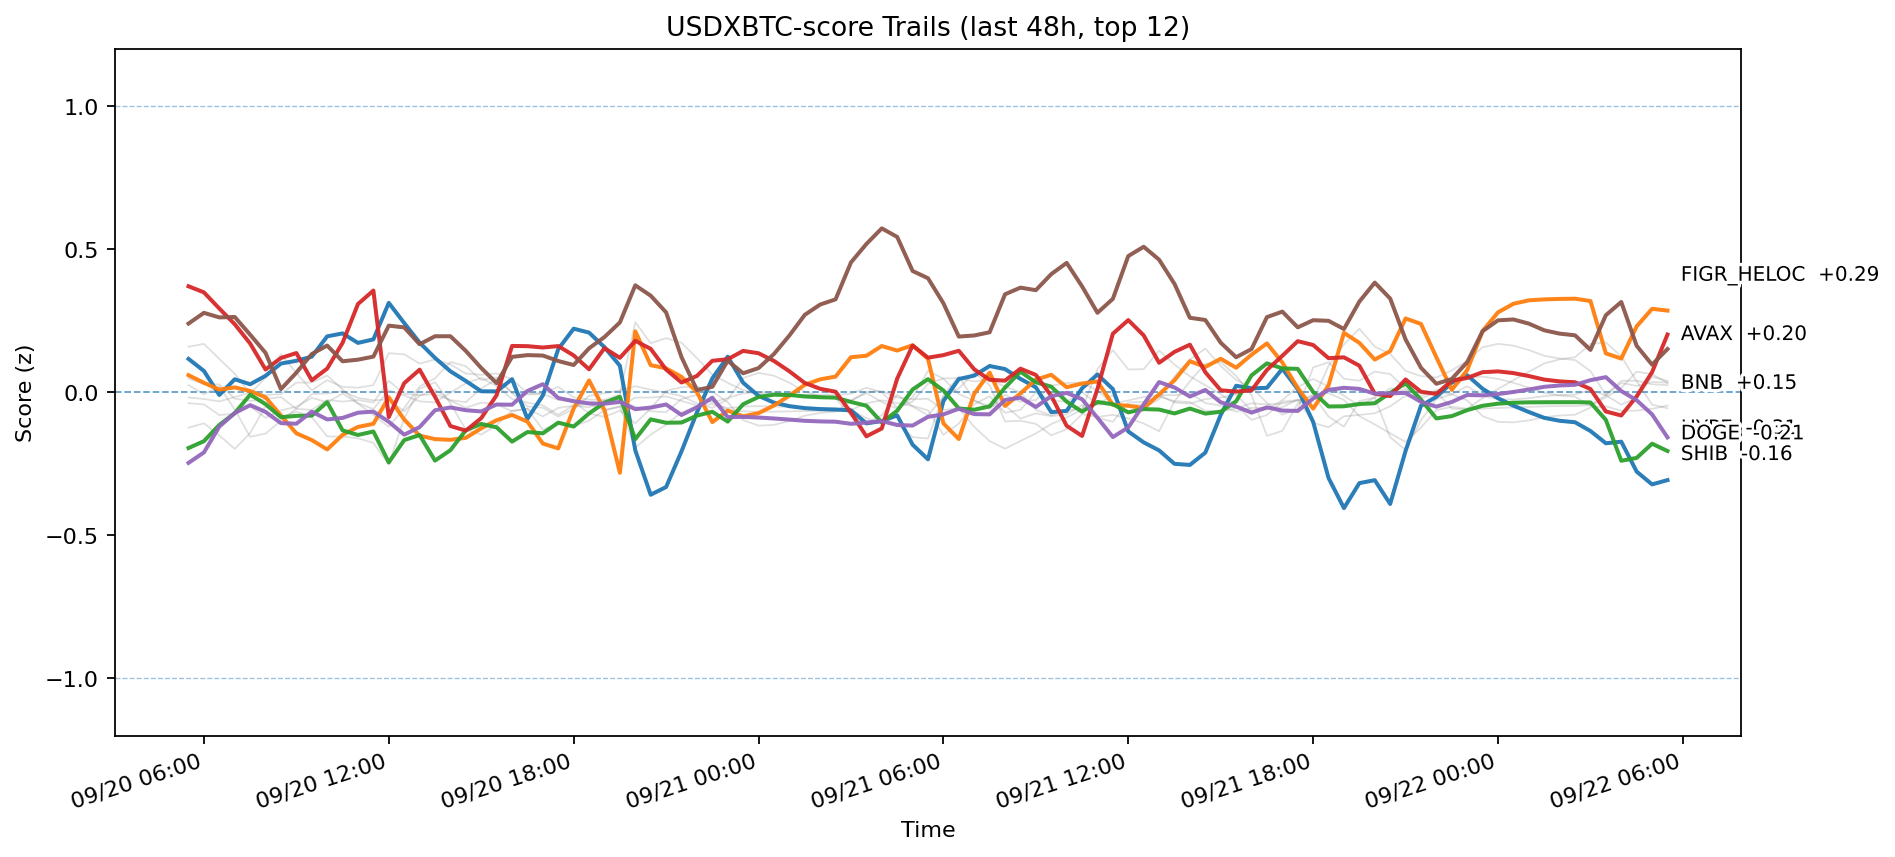 USDXBTC-score Trails (last 48h, top 12)
Score (z)
1.0
0.5
0.0
−0.5
−1.0
FIGR_HELOC +0.29
AVAX +0.20
BNB +0.15
DOGE -0.21
SHIB -0.16
09/20 06:00
09/20 12:00
09/20 18:00
09/21 00:00
09/21 06:00
09/21 12:00
09/21 18:00
09/22 00:00
09/22 06:00
Time